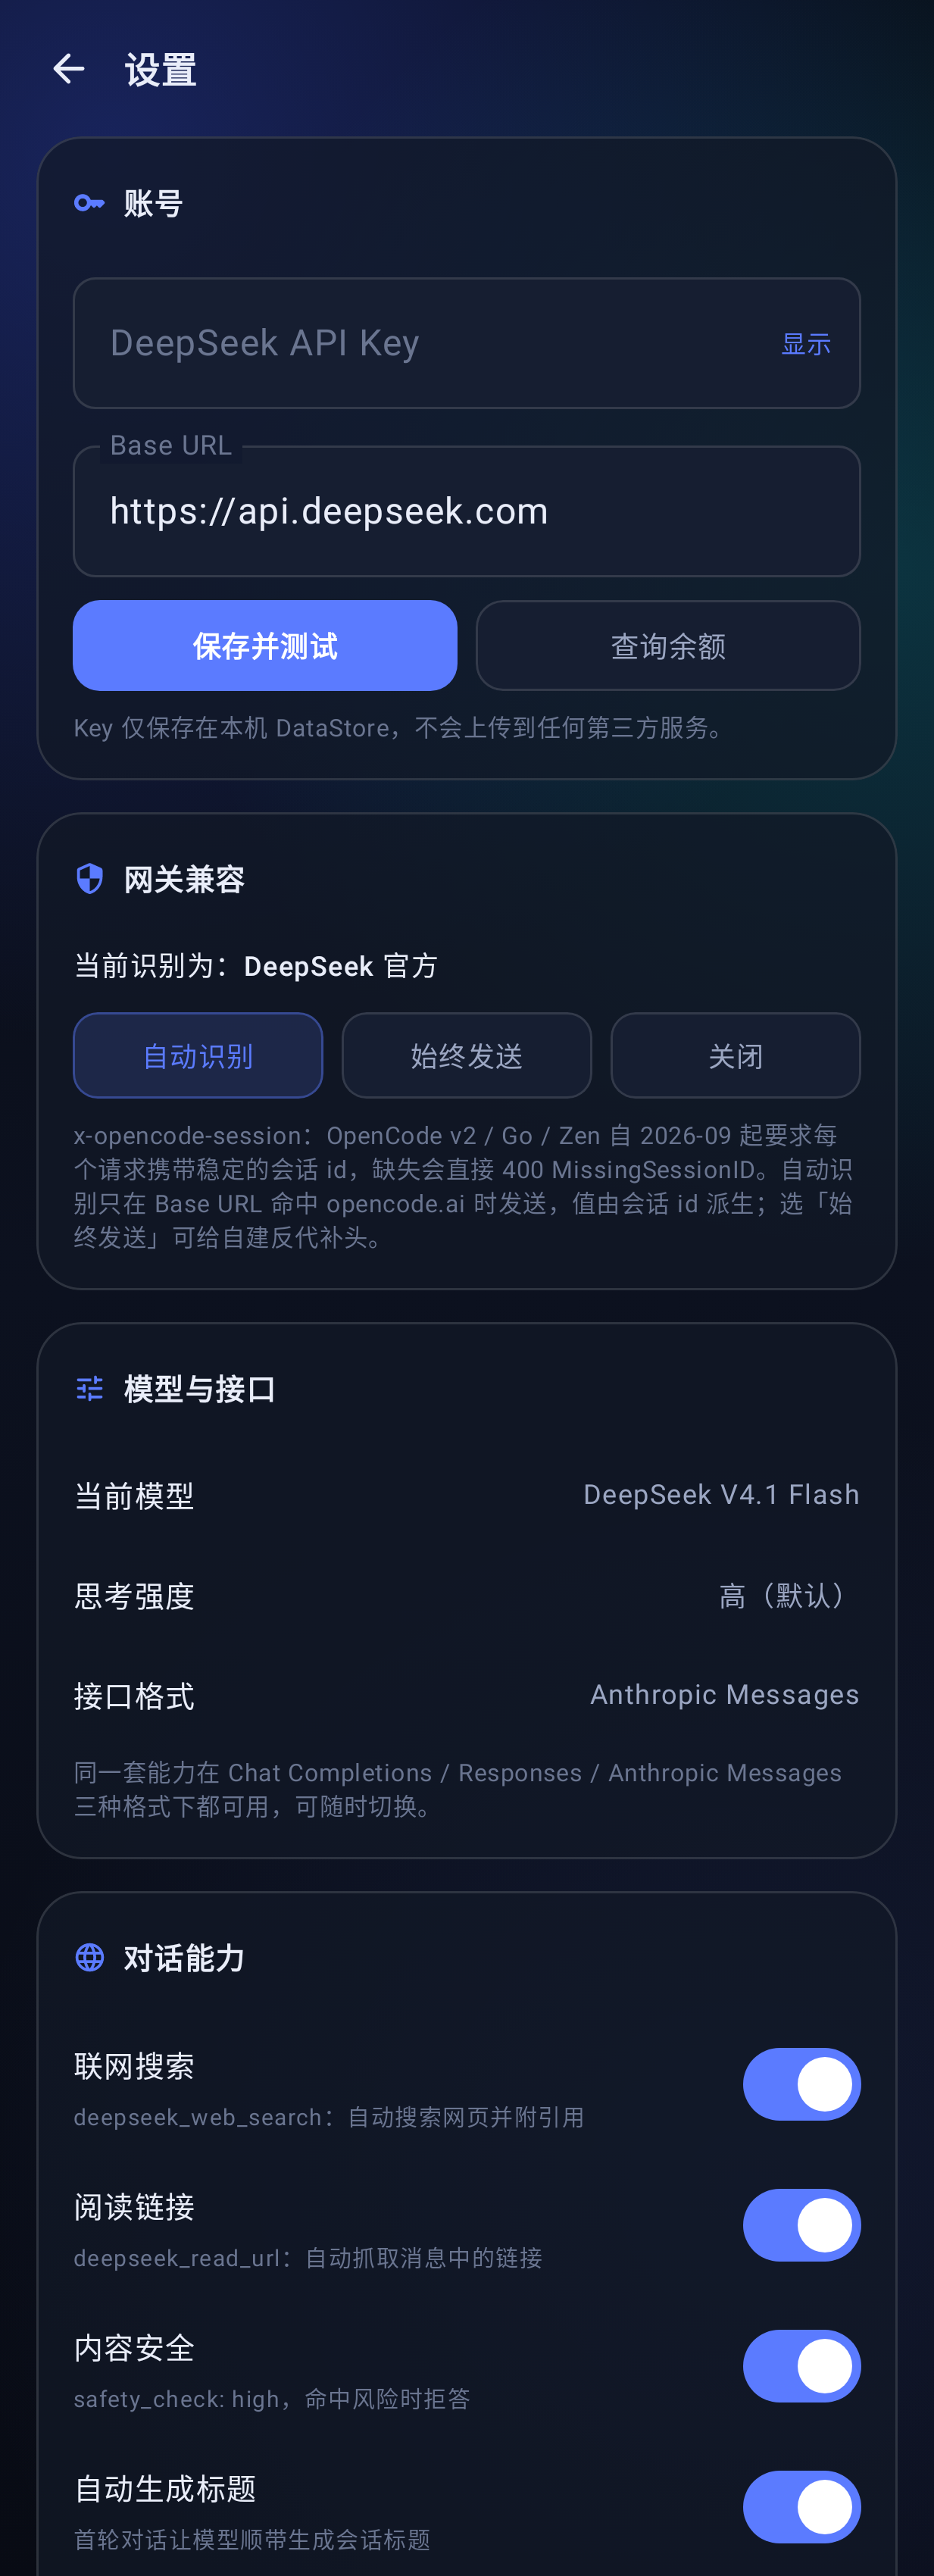 设置
账号
DeepSeek API Key
显示
Base URL
https://api.deepseek.com
保存并测试
查询余额
Key 仅保存在本机 DataStore，不会上传到任何第三方服务。
网关兼容
当前识别为：DeepSeek 官方
自动识别
始终发送
关闭
x-opencode-session：OpenCode v2 / Go / Zen 自 2026-09 起要求每
个请求携带稳定的会话 id，缺失会直接 400 MissingSessionID。自动识
别只在 Base URL 命中 opencode.ai 时发送，值由会话 id 派生；选「始
终发送」可给自建反代补头。
模型与接口
当前模型
DeepSeek V4.1 Flash
思考强度
高（默认）
接口格式
Anthropic Messages
同一套能力在 Chat Completions / Responses / Anthropic Messages
三种格式下都可用，可随时切换。
对话能力
联网搜索
deepseek_web_search：自动搜索网页并附引用
阅读链接
deepseek_read_url：自动抓取消息中的链接
内容安全
safety_check: high，命中风险时拒答
自动生成标题
首轮对话让模型顺带生成会话标题